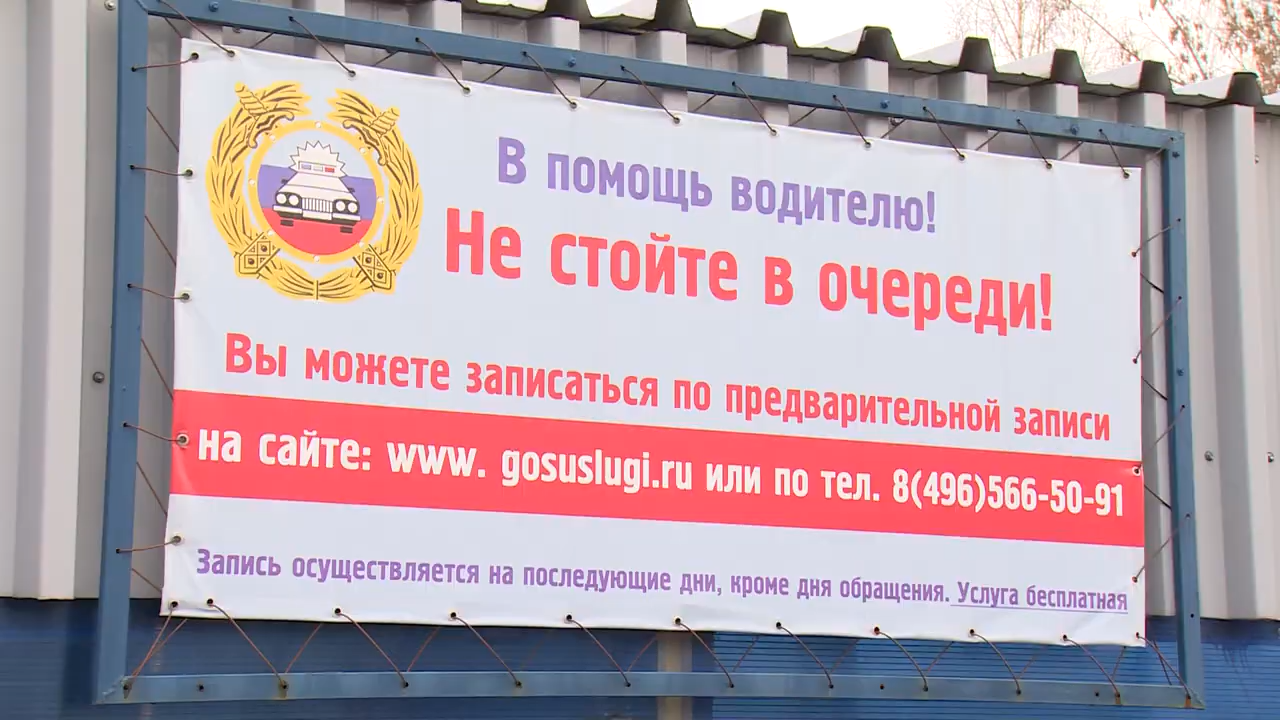 В помощь водителю!
Не стойте в очереди!
Вы можете записаться по предварительной записи
на сайте: www. gosuslugi.ru или по тел. 8(496)566-50-91
Запись осуществляется на последующие дни, кроме дня обращения. Услуга бесплатная